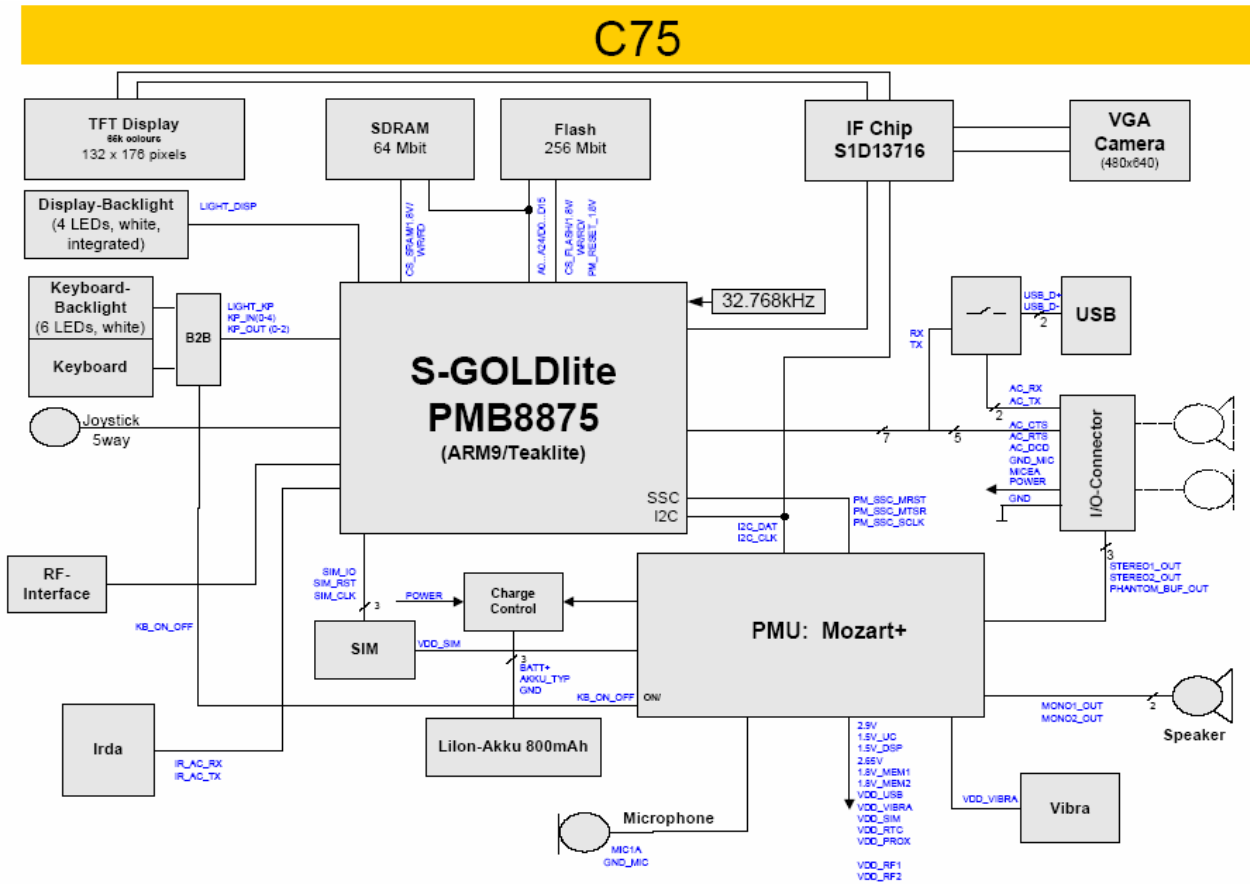 C75
TFT Display
65k colours
132 x 176 pixels
SDRAM
64 Mbit
Flash
256 Mbit
IF Chip
S1D13716
VGA
Camera
(480x640)
Display-Backlight
(4 LEDs, white,
integrated)
LIGHT_DISP
CS_SRAM/1.8V/
WR/RD
A0...A24/D0...D15
CS_FLASH/1.8W
WR/RD/
PM_RESET_1.8V
Keyboard-
Backlight
(6 LEDs, white)
Keyboard
B2B
LIGHT_KP
KP_IN(0-4)
KP_OUT (0-2)
32.768kHz
USB_D+
USB_D-
2
USB
RX
TX
S-GOLDlite
PMB8875
(ARM9/Teaklite)
Joystick
5way
AC_RX
AC_TX
2
7
5
AC_CTS
AC_RTS
AC_DCD
GND_MIC
MICEA
POWER
GND
I/O-Connector
SSC
I2C
PM_SSC_MRST
PM_SSC_MTSR
PM_SSC_SCLK
I2C_DAT
I2C_CLK
3
STEREO1_OUT
STEREO2_OUT
PHANTOM_BUF_OUT
RF-
Interface
SIM_IO
SIM_RST
SIM_CLK
3
POWER
Charge
Control
PMU: Mozart+
KB_ON_OFF
SIM
VDD_SIM
3
BATT+
AKKU_TYP
GND
KB_ON_OFF
ON/
MONO1_OUT
MONO2_OUT
2
Speaker
Irda
IR_AC_RX
IR_AC_TX
LiIon-Akku 800mAh
2.9V
1.5V_UC
1.5V_DSP
2.65V
1.8V_MEM1
1.8V_MEM2
VDD_USB
VDD_VIBRA
VDD_SIM
VDD_RTC
VDD_PROX
VDD_RF1
VDD_RF2
VDD_VIBRA
Vibra
Microphone
MIC1A
GND_MIC